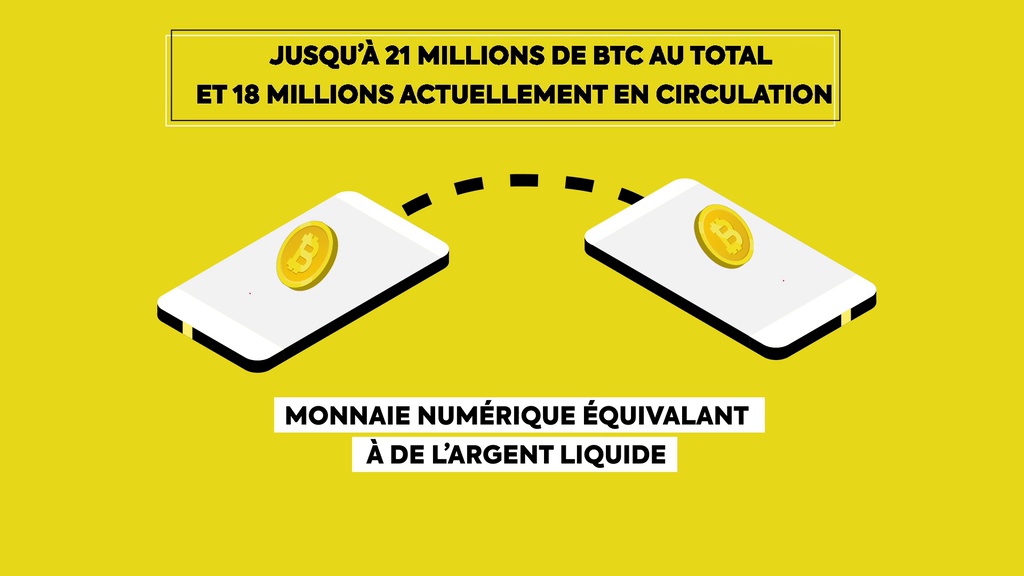 JUSQU’À 21 MILLIONS DE BTC AU TOTAL
ET 18 MILLIONS ACTUELLEMENT EN CIRCULATION
MONNAIE NUMÉRIQUE ÉQUIVALANT
À DE L’ARGENT LIQUIDE